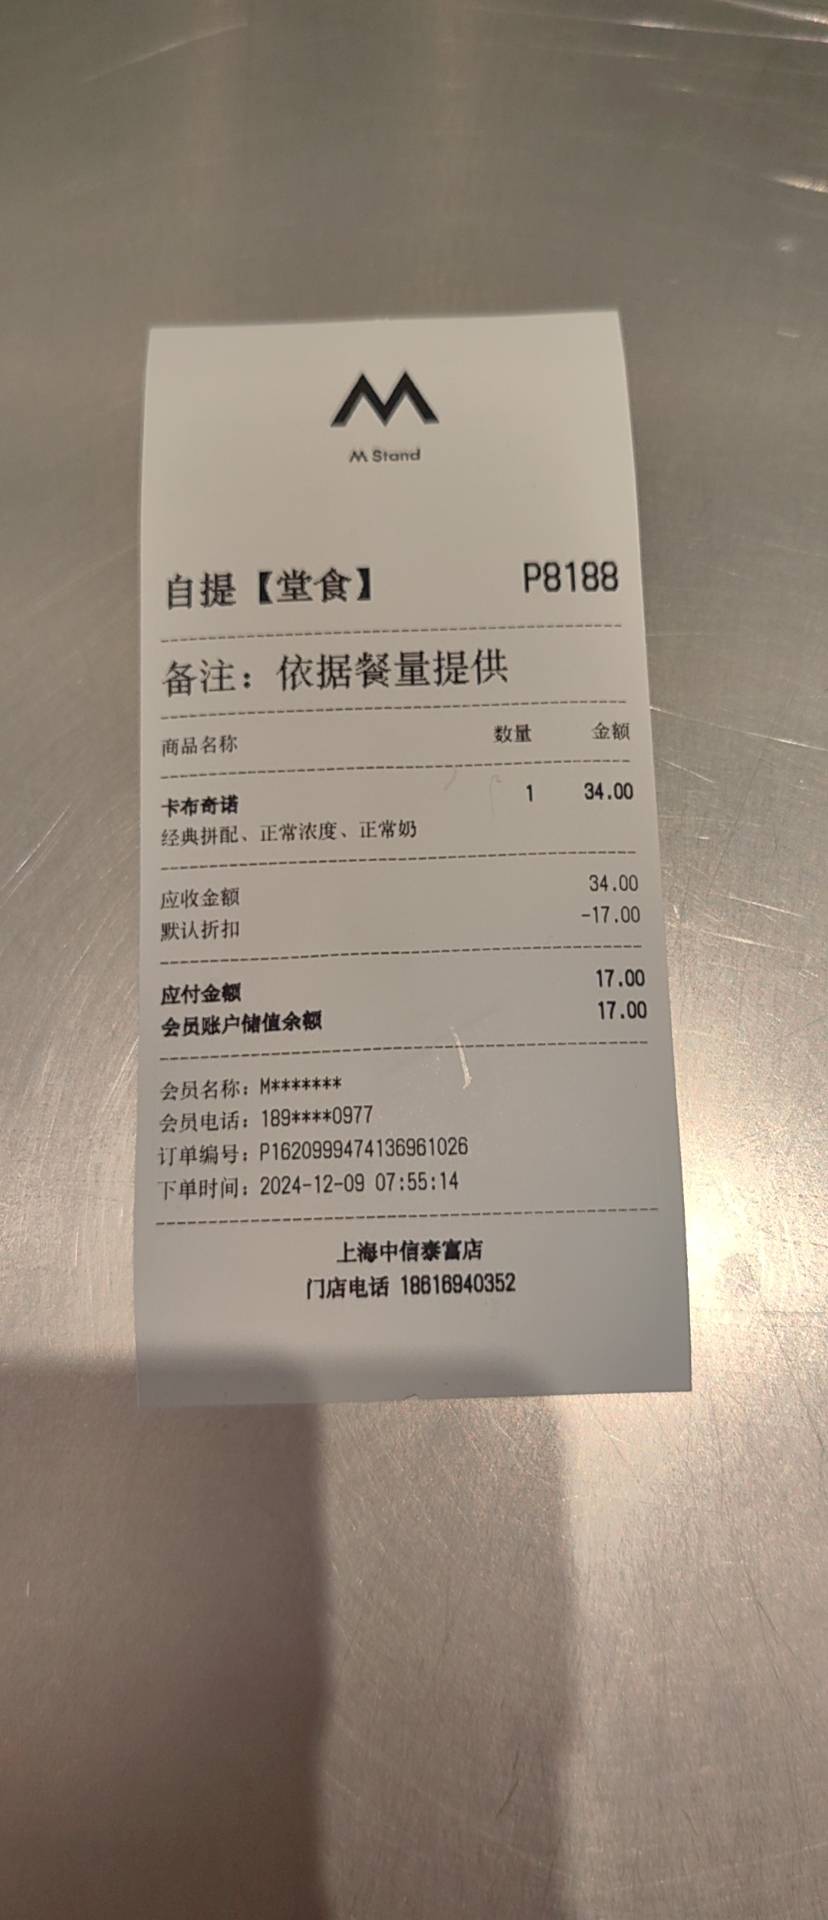 M Stand
自提【堂食】 P8188
备注：依据餐量提供
商品名称 数量 金额
卡布奇诺 1 34.00
经典拼配、正常浓度、正常奶
应收金额 34.00
默认折扣 -17.00
应付金额 17.00
会员账户储值余额 17.00
会员名称：M*******
会员电话：189****0977
订单编号：P1620999474136961026
下单时间：2024-12-09 07:55:14
上海中信泰富店
门店电话 18616940352